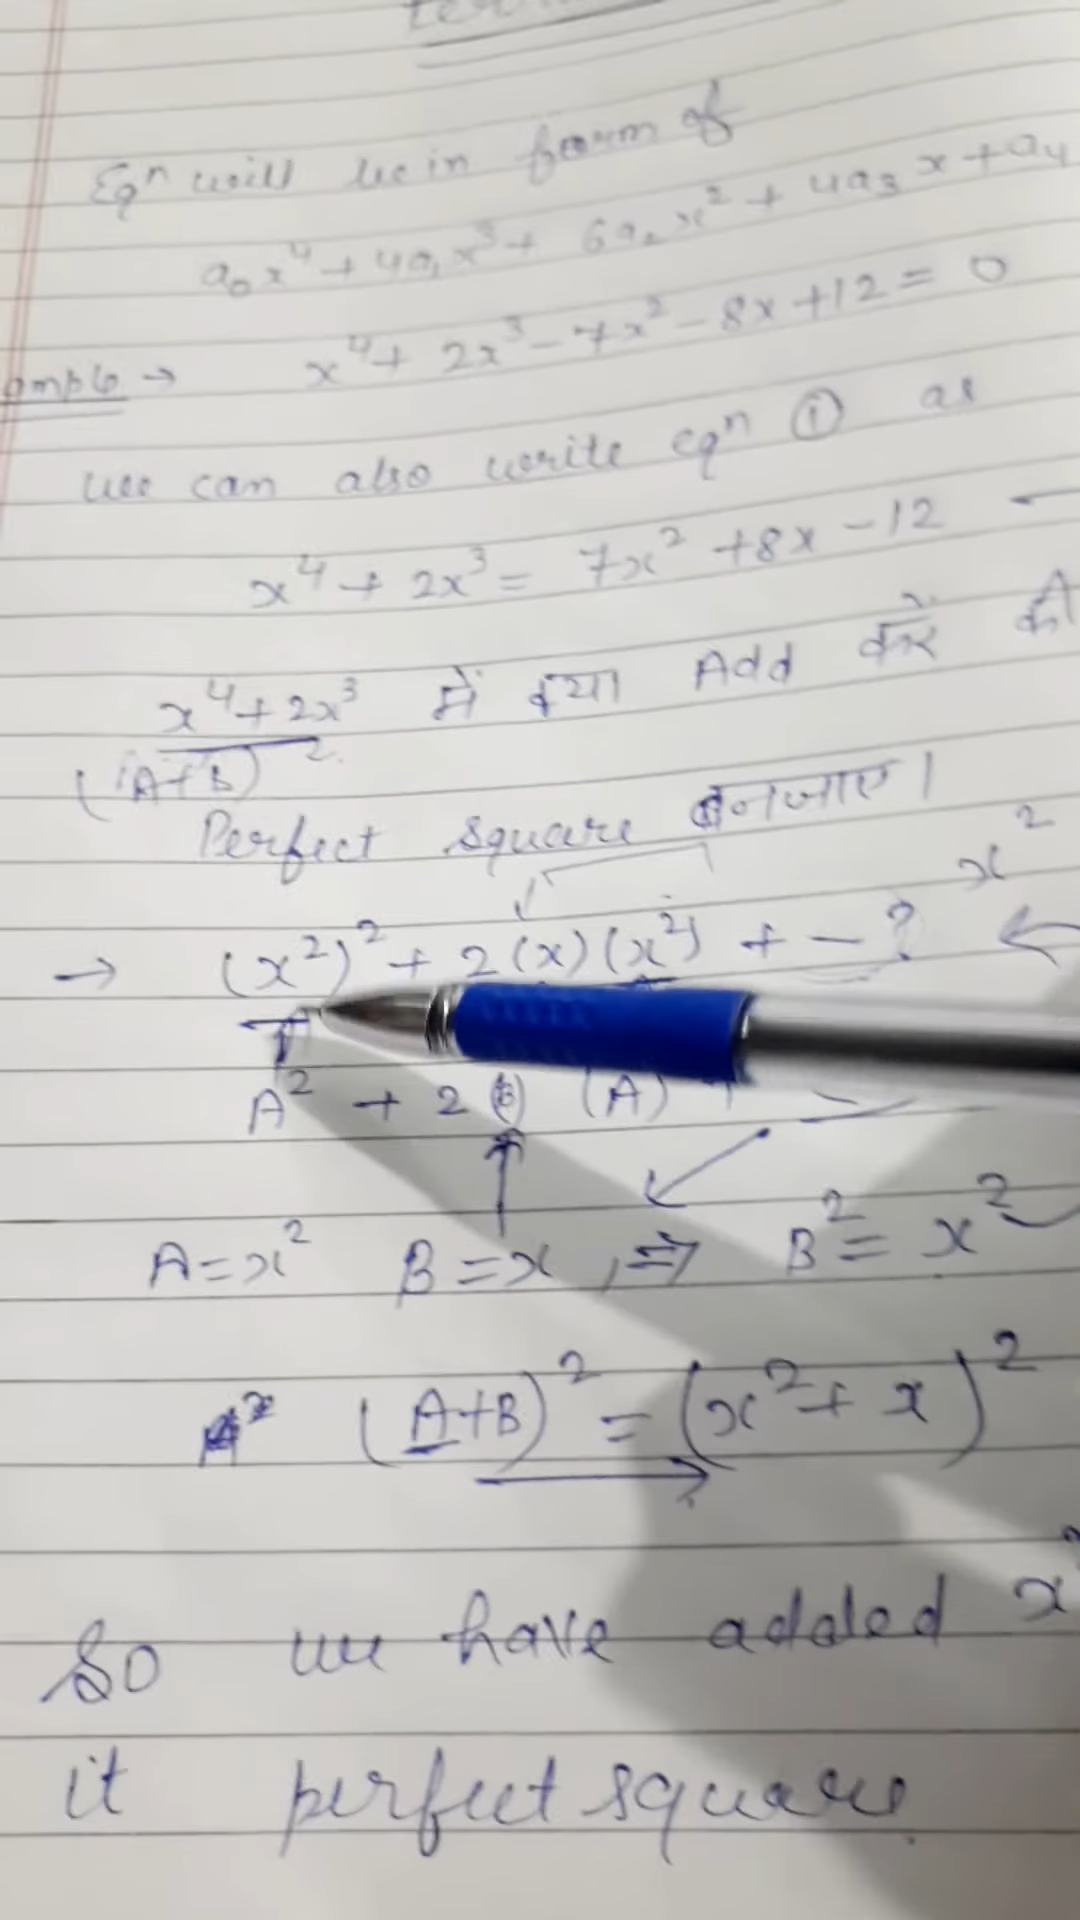 Eqⁿ will be in form of
a₀x⁴ + 4a₁x³ + 6a₂x² + 4a₃x + a₄
x⁴ + 2x³ - 7x² - 8x + 12 = 0
we can also write eqⁿ ① as
x⁴ + 2x³ = 7x² + 8x - 12
x⁴ + 2x³ में क्या Add करें की
(A+B)²
Perfect square बनजाए।
x²
→ (x²)² + 2(x)(x²) + - ?
A² + 2(B) (A) +
A = x² B = x, ⇒ B² = x²
(A+B)² = (x² + x)²
So we have added x²
it perfect square